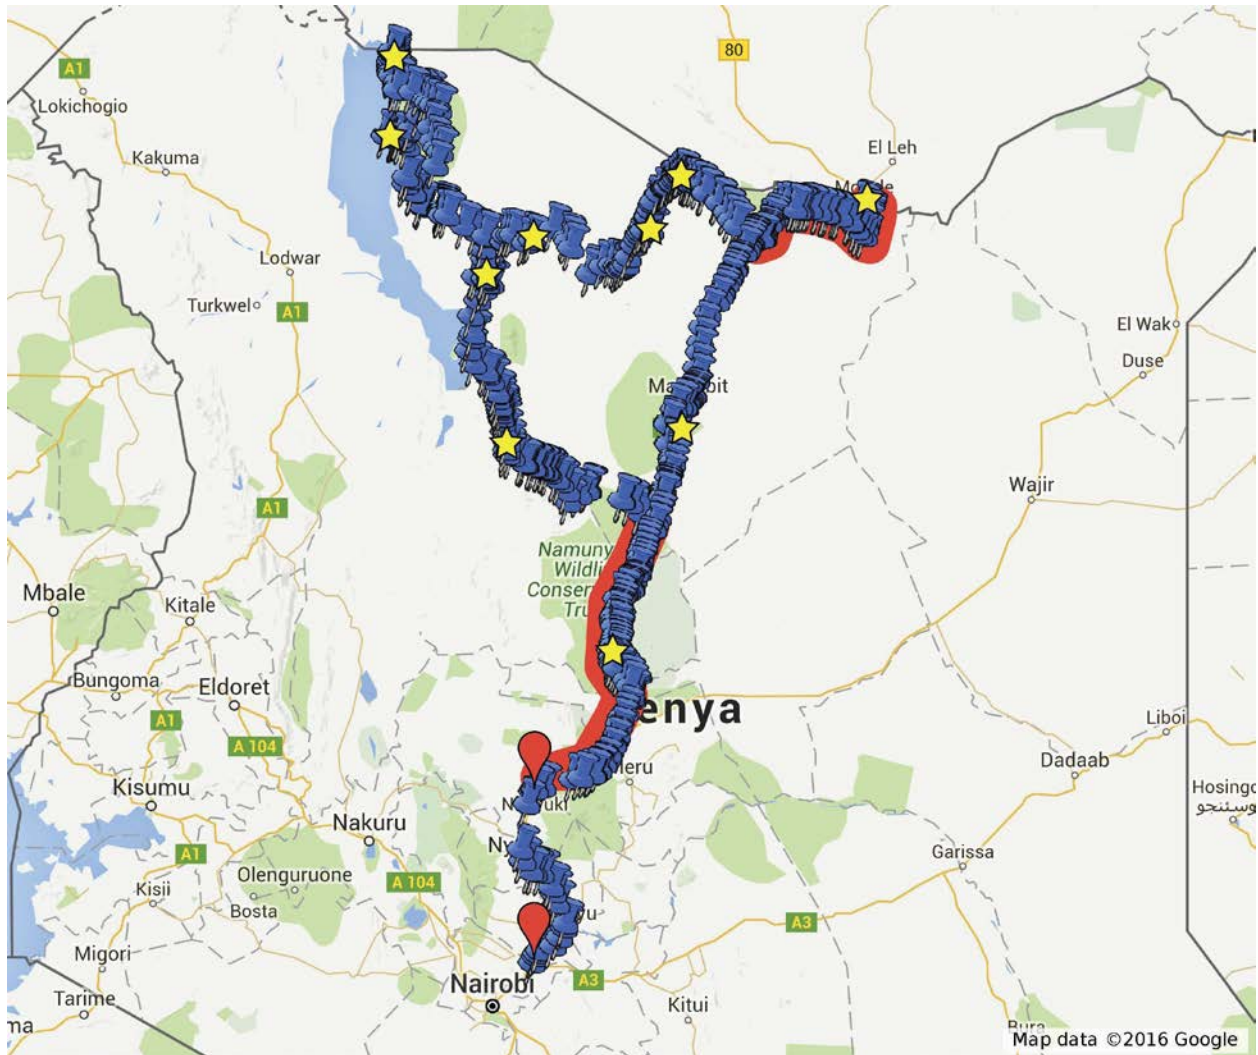 80
A1
Lokichogio
El Leh
Kakuma
Lodwar
Turkwel
A1
El Wak
Duse
Wajir
A1
Namuny
Wildli
Conser
Tru
Mbale
Kitale
Bungoma
Eldoret
enya
Liboi
A1
A 104
Dadaab
Meru
Kisumu
Hosingo
Nakuru
A1
Garissa
Olenguruone
A 104
Kisii
Bosta
A3
Migori
Nairobi
A3
Tarime
Kitui
Bura
Map data ©2016 Google